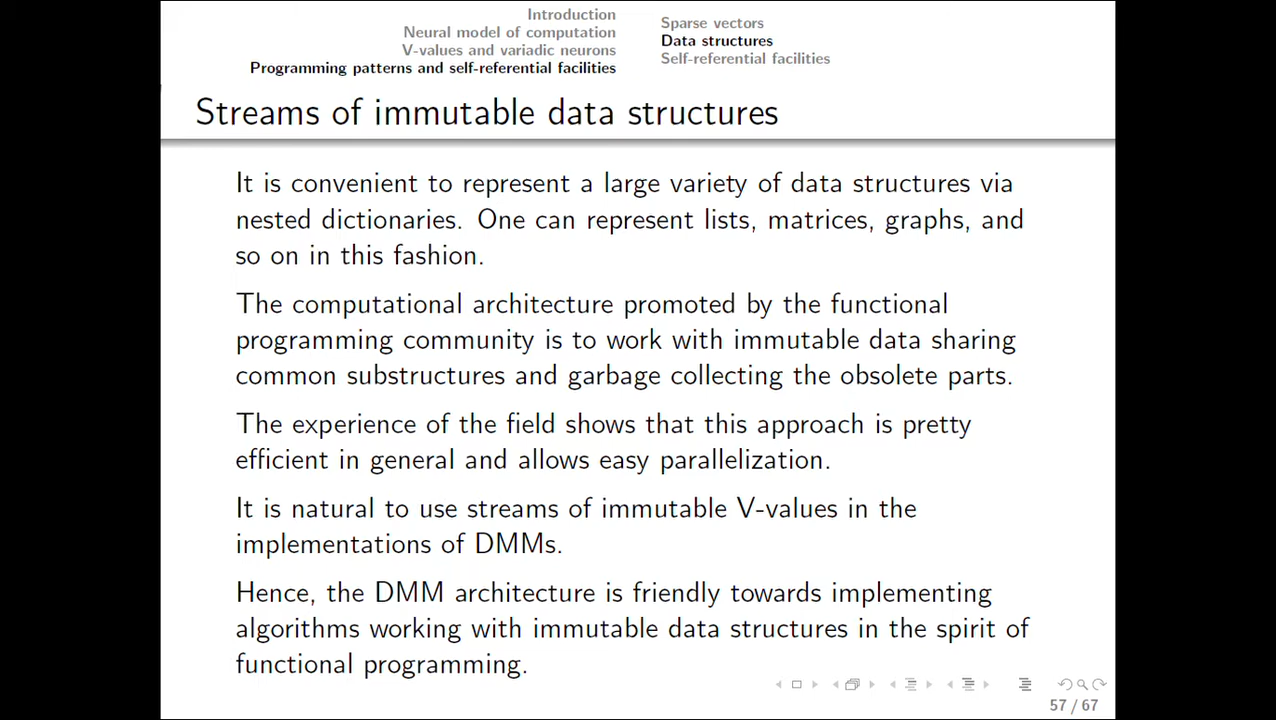 Introduction
Neural model of computation
V-values and variadic neurons
Programming patterns and self-referential facilities
Sparse vectors
Data structures
Self-referential facilities
Streams of immutable data structures
It is convenient to represent a large variety of data structures via
nested dictionaries. One can represent lists, matrices, graphs, and
so on in this fashion.
The computational architecture promoted by the functional
programming community is to work with immutable data sharing
common substructures and garbage collecting the obsolete parts.
The experience of the field shows that this approach is pretty
efficient in general and allows easy parallelization.
It is natural to use streams of immutable V-values in the
implementations of DMMs.
Hence, the DMM architecture is friendly towards implementing
algorithms working with immutable data structures in the spirit of
functional programming.
57 / 67